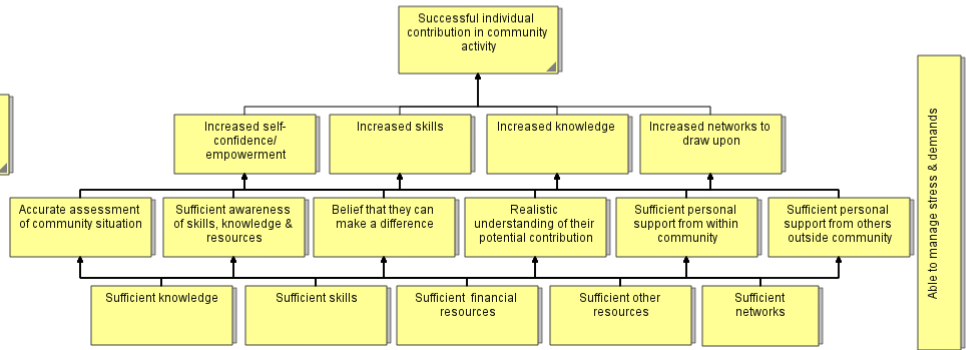 Successful individual
contribution in community
activity
Increased self-
confidence/
empowerment
Increased skills
Increased knowledge
Increased networks to
draw upon
Accurate assessment
of community situation
Sufficient awareness
of skills, knowledge &
resources
Belief that they can
make a difference
Realistic
understanding of their
potential contribution
Sufficient personal
support from within
community
Sufficient personal
support from others
outside community
Sufficient knowledge
Sufficient skills
Sufficient financial
resources
Sufficient other
resources
Sufficient
networks
Able to manage stress & demands